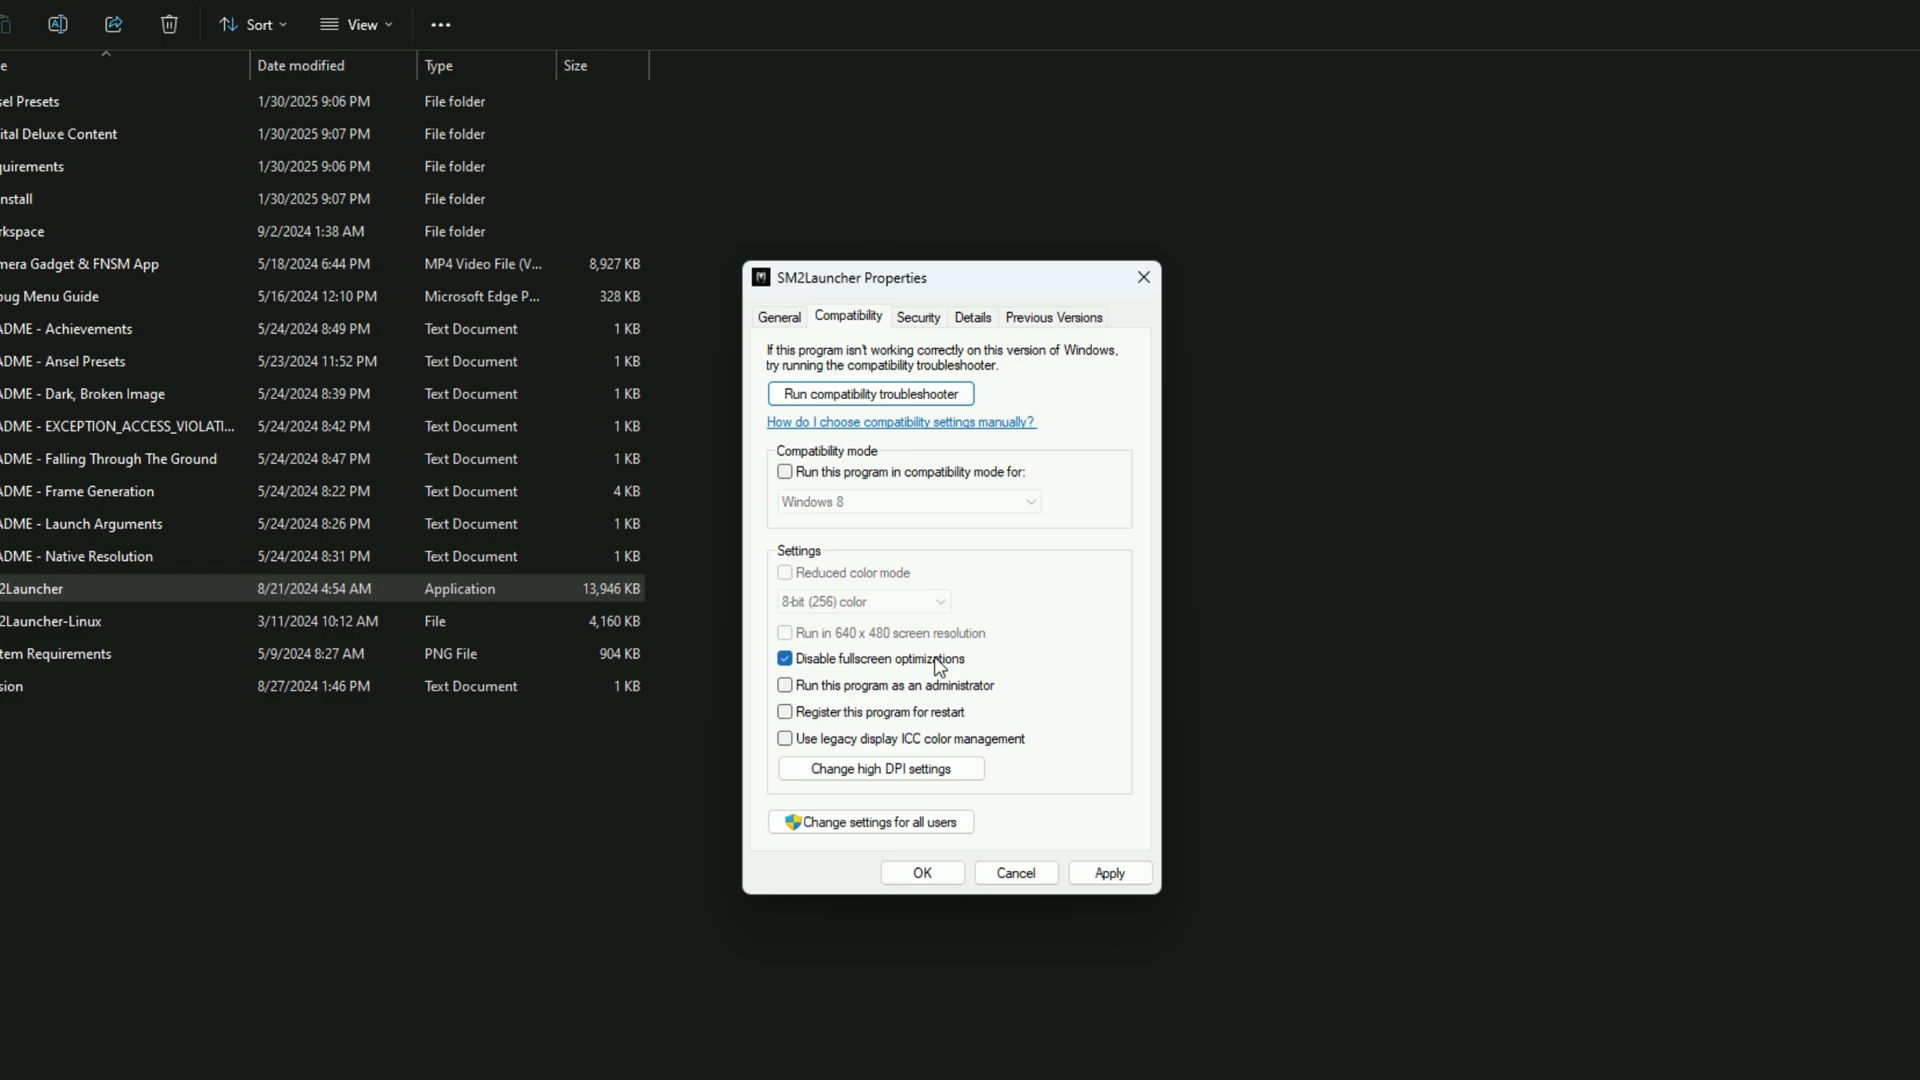 Sort View
e Date modified Type Size
sel Presets 1/30/2025 9:06 PM File folder
ital Deluxe Content 1/30/2025 9:07 PM File folder
quirements 1/30/2025 9:06 PM File folder
nstall 1/30/2025 9:07 PM File folder
rkspace 9/2/2024 1:38 AM File folder
mera Gadget & FNSM App 5/18/2024 6:44 PM MP4 Video File (V... 8,927 KB
bug Menu Guide 5/16/2024 12:10 PM Microsoft Edge P... 328 KB
ADME - Achievements 5/24/2024 8:49 PM Text Document 1 KB
ADME - Ansel Presets 5/23/2024 11:52 PM Text Document 1 KB
ADME - Dark, Broken Image 5/24/2024 8:39 PM Text Document 1 KB
ADME - EXCEPTION_ACCESS_VIOLATI... 5/24/2024 8:42 PM Text Document 1 KB
ADME - Falling Through The Ground 5/24/2024 8:47 PM Text Document 1 KB
ADME - Frame Generation 5/24/2024 8:22 PM Text Document 4 KB
ADME - Launch Arguments 5/24/2024 8:26 PM Text Document 1 KB
ADME - Native Resolution 5/24/2024 8:31 PM Text Document 1 KB
2Launcher 8/21/2024 4:54 AM Application 13,946 KB
2Launcher-Linux 3/11/2024 10:12 AM File 4,160 KB
tem Requirements 5/9/2024 8:27 AM PNG File 904 KB
sion 8/27/2024 1:46 PM Text Document 1 KB
SM2Launcher Properties
General Compatibility Security Details Previous Versions
If this program isn't working correctly on this version of Windows,
try running the compatibility troubleshooter.
Run compatibility troubleshooter
How do I choose compatibility settings manually?
Compatibility mode
Run this program in compatibility mode for:
Windows 8
Settings
Reduced color mode
8-bit (256) color
Run in 640 x 480 screen resolution
Disable fullscreen optimizations
Run this program as an administrator
Register this program for restart
Use legacy display ICC color management
Change high DPI settings
Change settings for all users
OK Cancel Apply